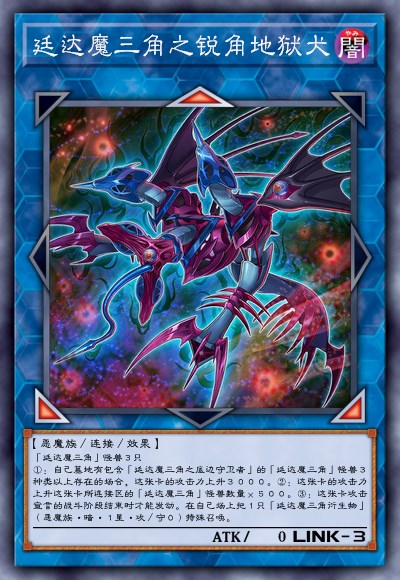 廷达魔三角之锐角地狱犬
やみ
闇
【恶魔族／连接／效果】
「廷达魔三角」怪兽３只
①：自己墓地有包含「廷达魔三角之底边守卫者」的「廷达魔三角」怪兽３
种类以上存在的场合，这张卡的攻击力上升３０００。②：这张卡的攻击力
上升这张卡所连接区的「廷达魔三角」怪兽数量×５００。③：这张卡攻击
宣言的战斗阶段结束时才能发动。在自己场上把１只「廷达魔三角衍生物」
（恶魔族・暗・１星・攻／守０）特殊召唤。
ATK/ 0 LINK-3